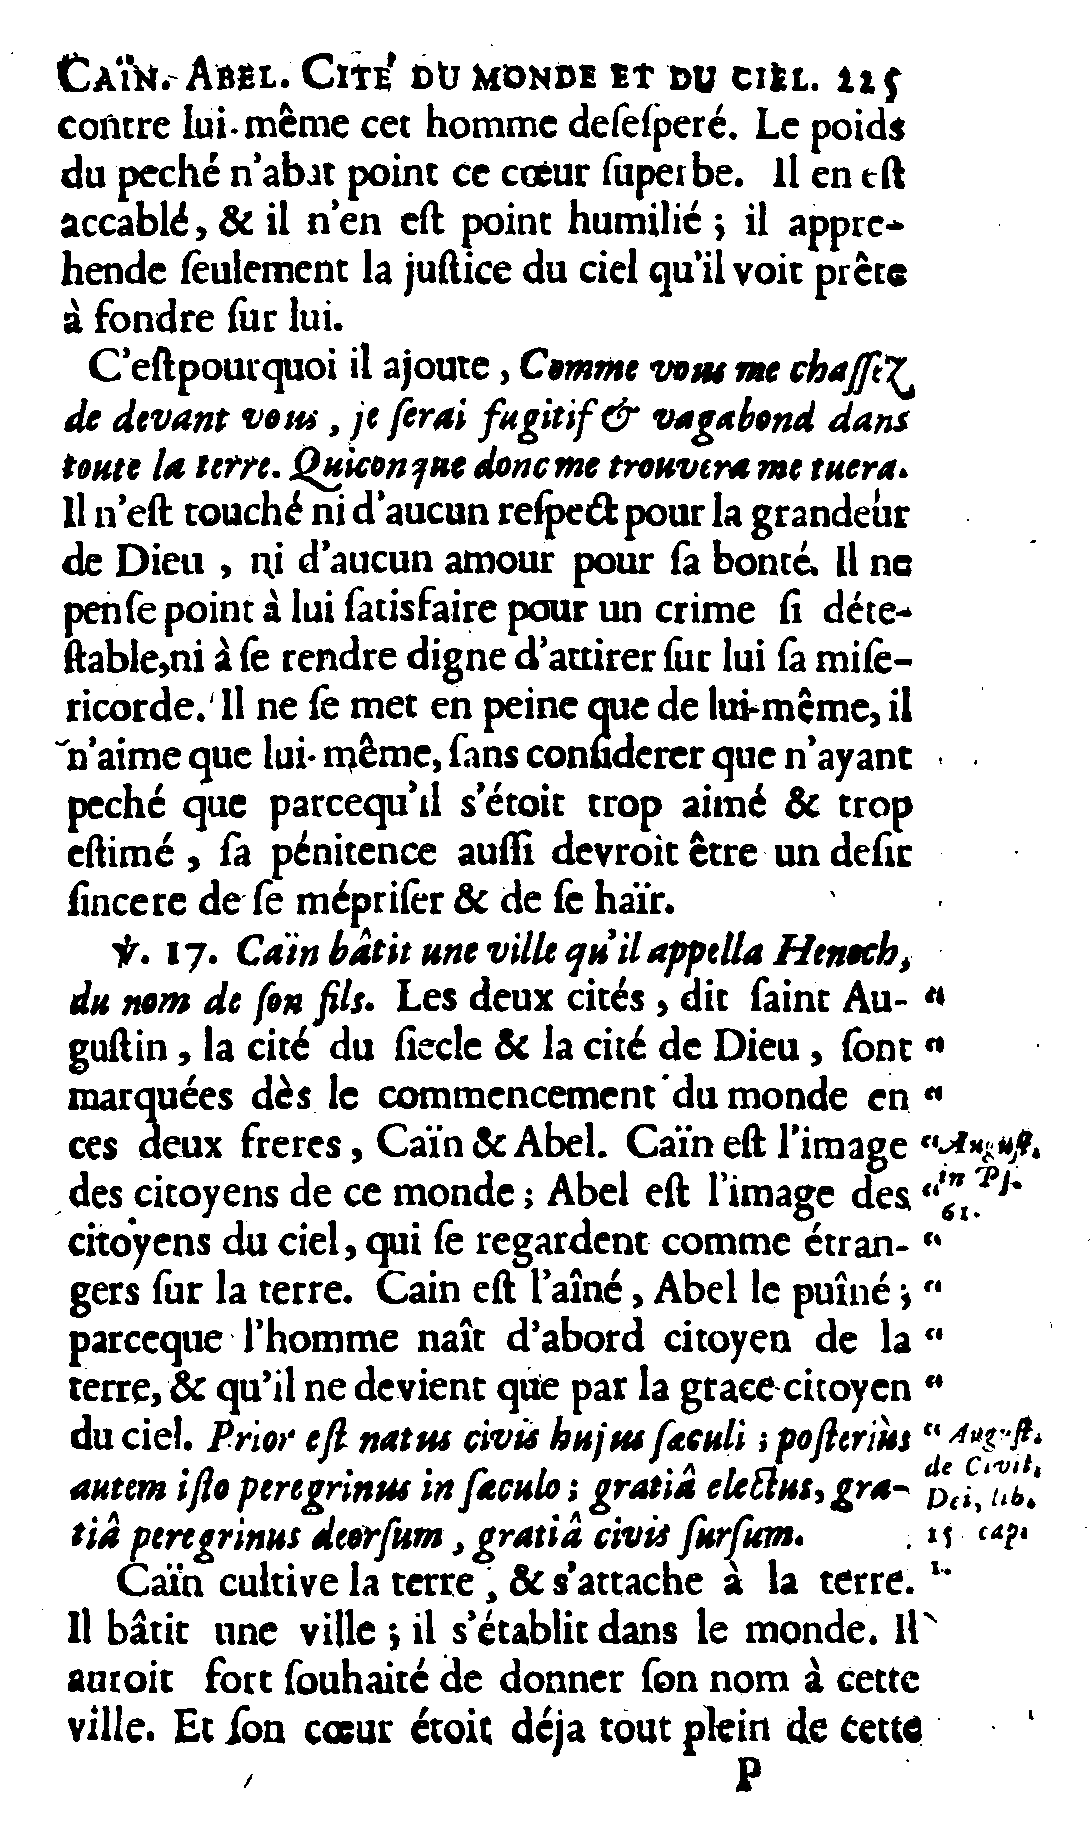 CAÏN. ABEL. CITÉ DU MONDE ET DU CIEL. 225
contre lui-même cet homme deſeſperé. Le poids
du peché n'abat point ce cœur ſuperbe. Il en eſt
accablé, & il n'en eſt point humilié ; il appre-
hende ſeulement la juſtice du ciel qu'il voit prête
à fondre ſur lui.
C'eſtpourquoi il ajoute, Comme vous me chaſſez
de devant vous, je ſerai fugitif & vagabond dans
toute la terre. Quiconque donc me trouvera me tuera.
Il n'eſt touché ni d'aucun reſpect pour la grandeur
de Dieu, ni d'aucun amour pour ſa bonté. Il ne
penſe point à lui ſatisfaire pour un crime ſi déte-
ſtable, ni à ſe rendre digne d'attirer ſur lui ſa miſe-
ricorde. Il ne ſe met en peine que de lui-même, il
n'aime que lui-même, ſans conſiderer que n'ayant
peché que parcequ'il s'étoit trop aimé & trop
eſtimé, ſa pénitence auſſi devroit être un deſir
ſincere de ſe mépriſer & de ſe haïr.
℣. 17. Caïn bâtit une ville qu'il appella Henoch,
du nom de ſon fils. Les deux cités, dit ſaint Au- “
guſtin, la cité du ſiecle & la cité de Dieu, ſont “
marquées dès le commencement du monde en “
ces deux freres, Caïn & Abel. Caïn eſt l'image “ Auguſt.
des citoyens de ce monde ; Abel eſt l'image des “ in Pſ.
61.
citoyens du ciel, qui ſe regardent comme étran- “
gers ſur la terre. Cain eſt l'aîné, Abel le puîné ; “
parceque l'homme naît d'abord citoyen de la “
terre, & qu'il ne devient que par la grace citoyen “
du ciel. Prior eſt natus civis hujus ſæculi ; poſteriùs “ Auguſt.
autem iſto peregrinus in ſæculo ; gratiâ electus, gra- de Civit.
Dei, lib.
tiâ peregrinus deorſum, gratiâ civis ſurſum. 15 cap.
Caïn cultive la terre, & s'attache à la terre. 1.
Il bâtit une ville ; il s'établit dans le monde. Il
auroit fort ſouhaité de donner ſon nom à cette
ville. Et ſon cœur étoit déja tout plein de cette
P